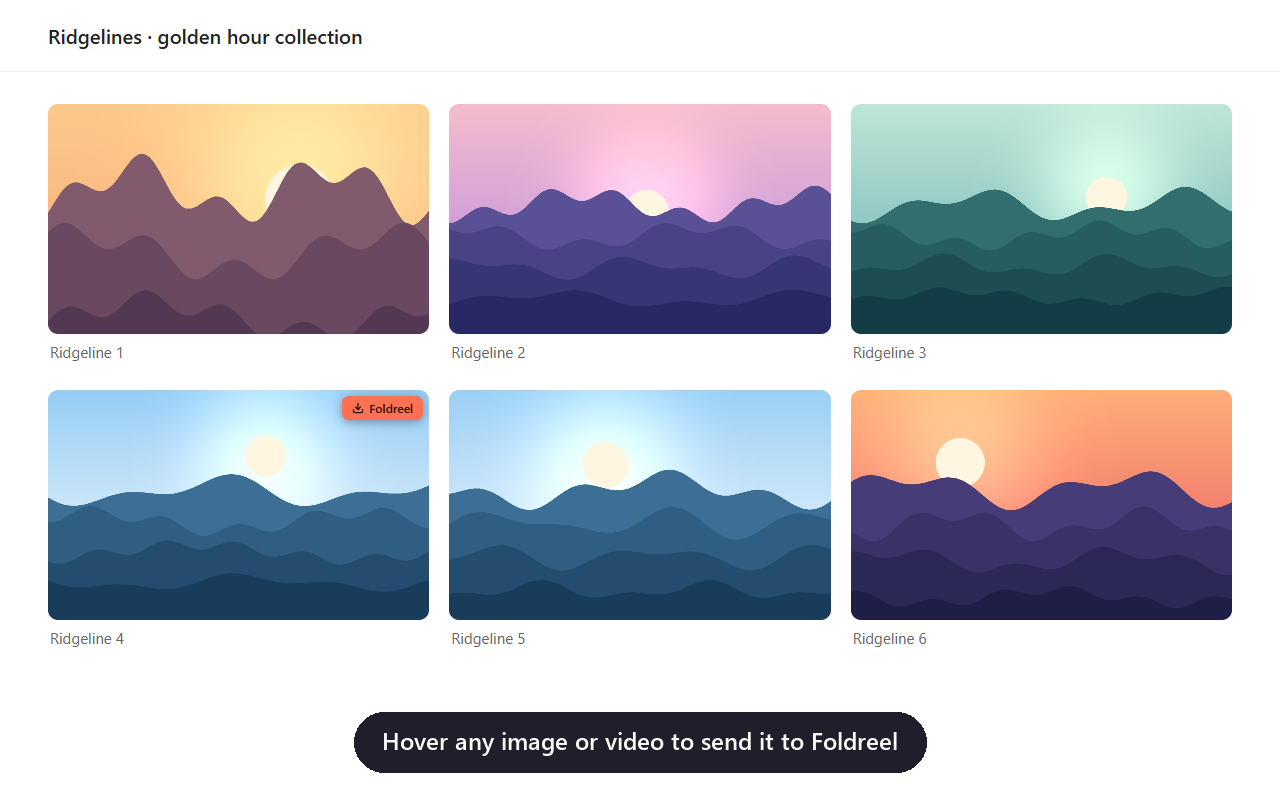 Ridgelines · golden hour collection
Ridgeline 1
Ridgeline 2
Ridgeline 3
Foldreel
Ridgeline 4
Ridgeline 5
Ridgeline 6
Hover any image or video to send it to Foldreel